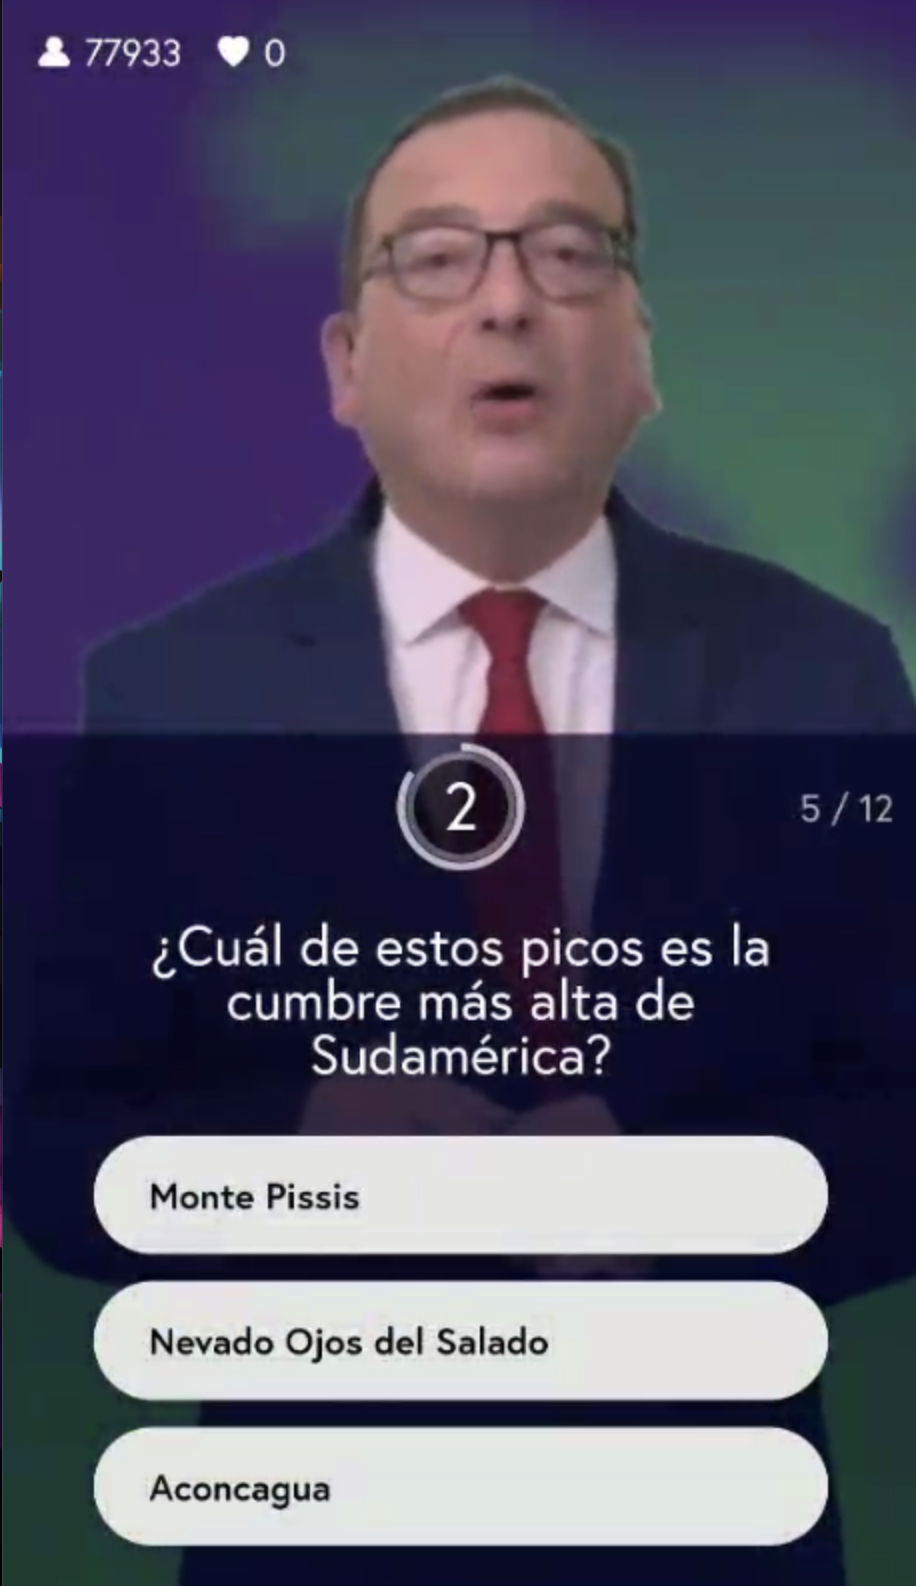 77933 0
2
5 / 12
¿Cuál de estos picos es la
cumbre más alta de
Sudamérica?
Monte Pissis
Nevado Ojos del Salado
Aconcagua